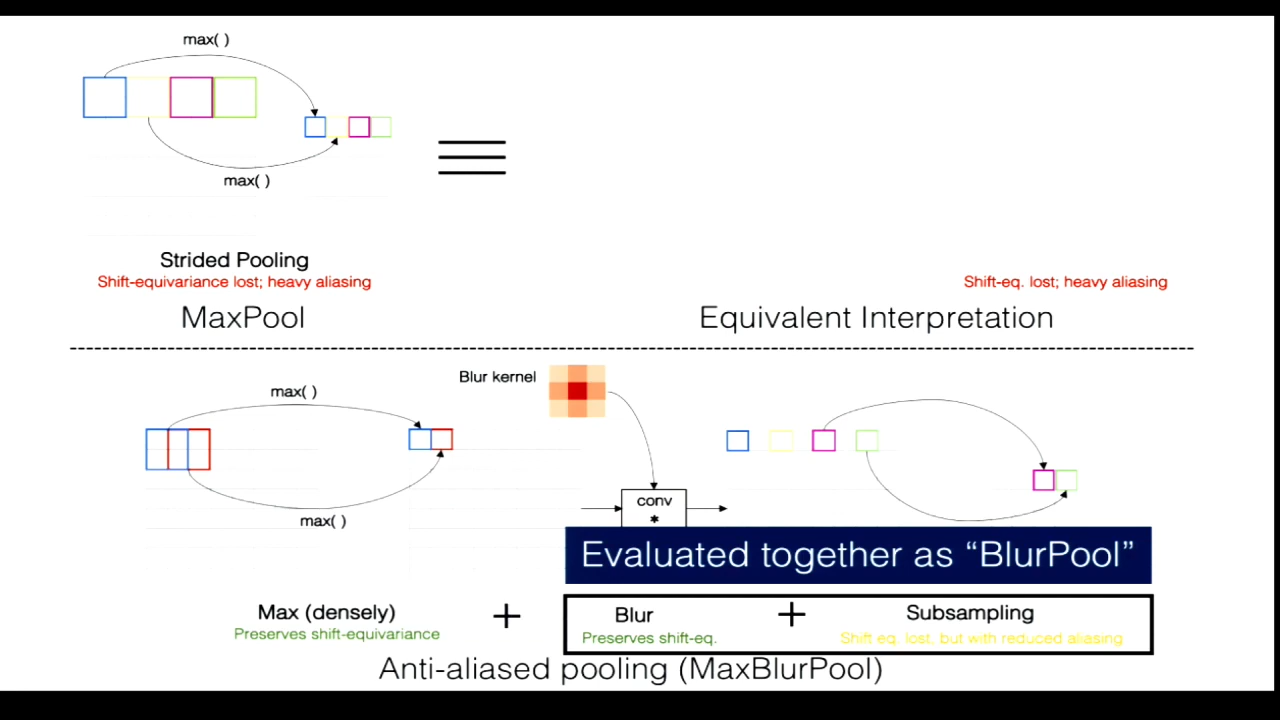 max( )
max( )
Strided Pooling
Shift-equivariance lost; heavy aliasing
Shift-eq. lost; heavy aliasing
MaxPool
Equivalent Interpretation
max( )
Blur kernel
max( )
conv
*
Evaluated together as “BlurPool”
Max (densely)
+
Blur
+
Subsampling
Preserves shift-equivariance
Preserves shift-eq.
Shift eq. lost, but with reduced aliasing
Anti-aliased pooling (MaxBlurPool)